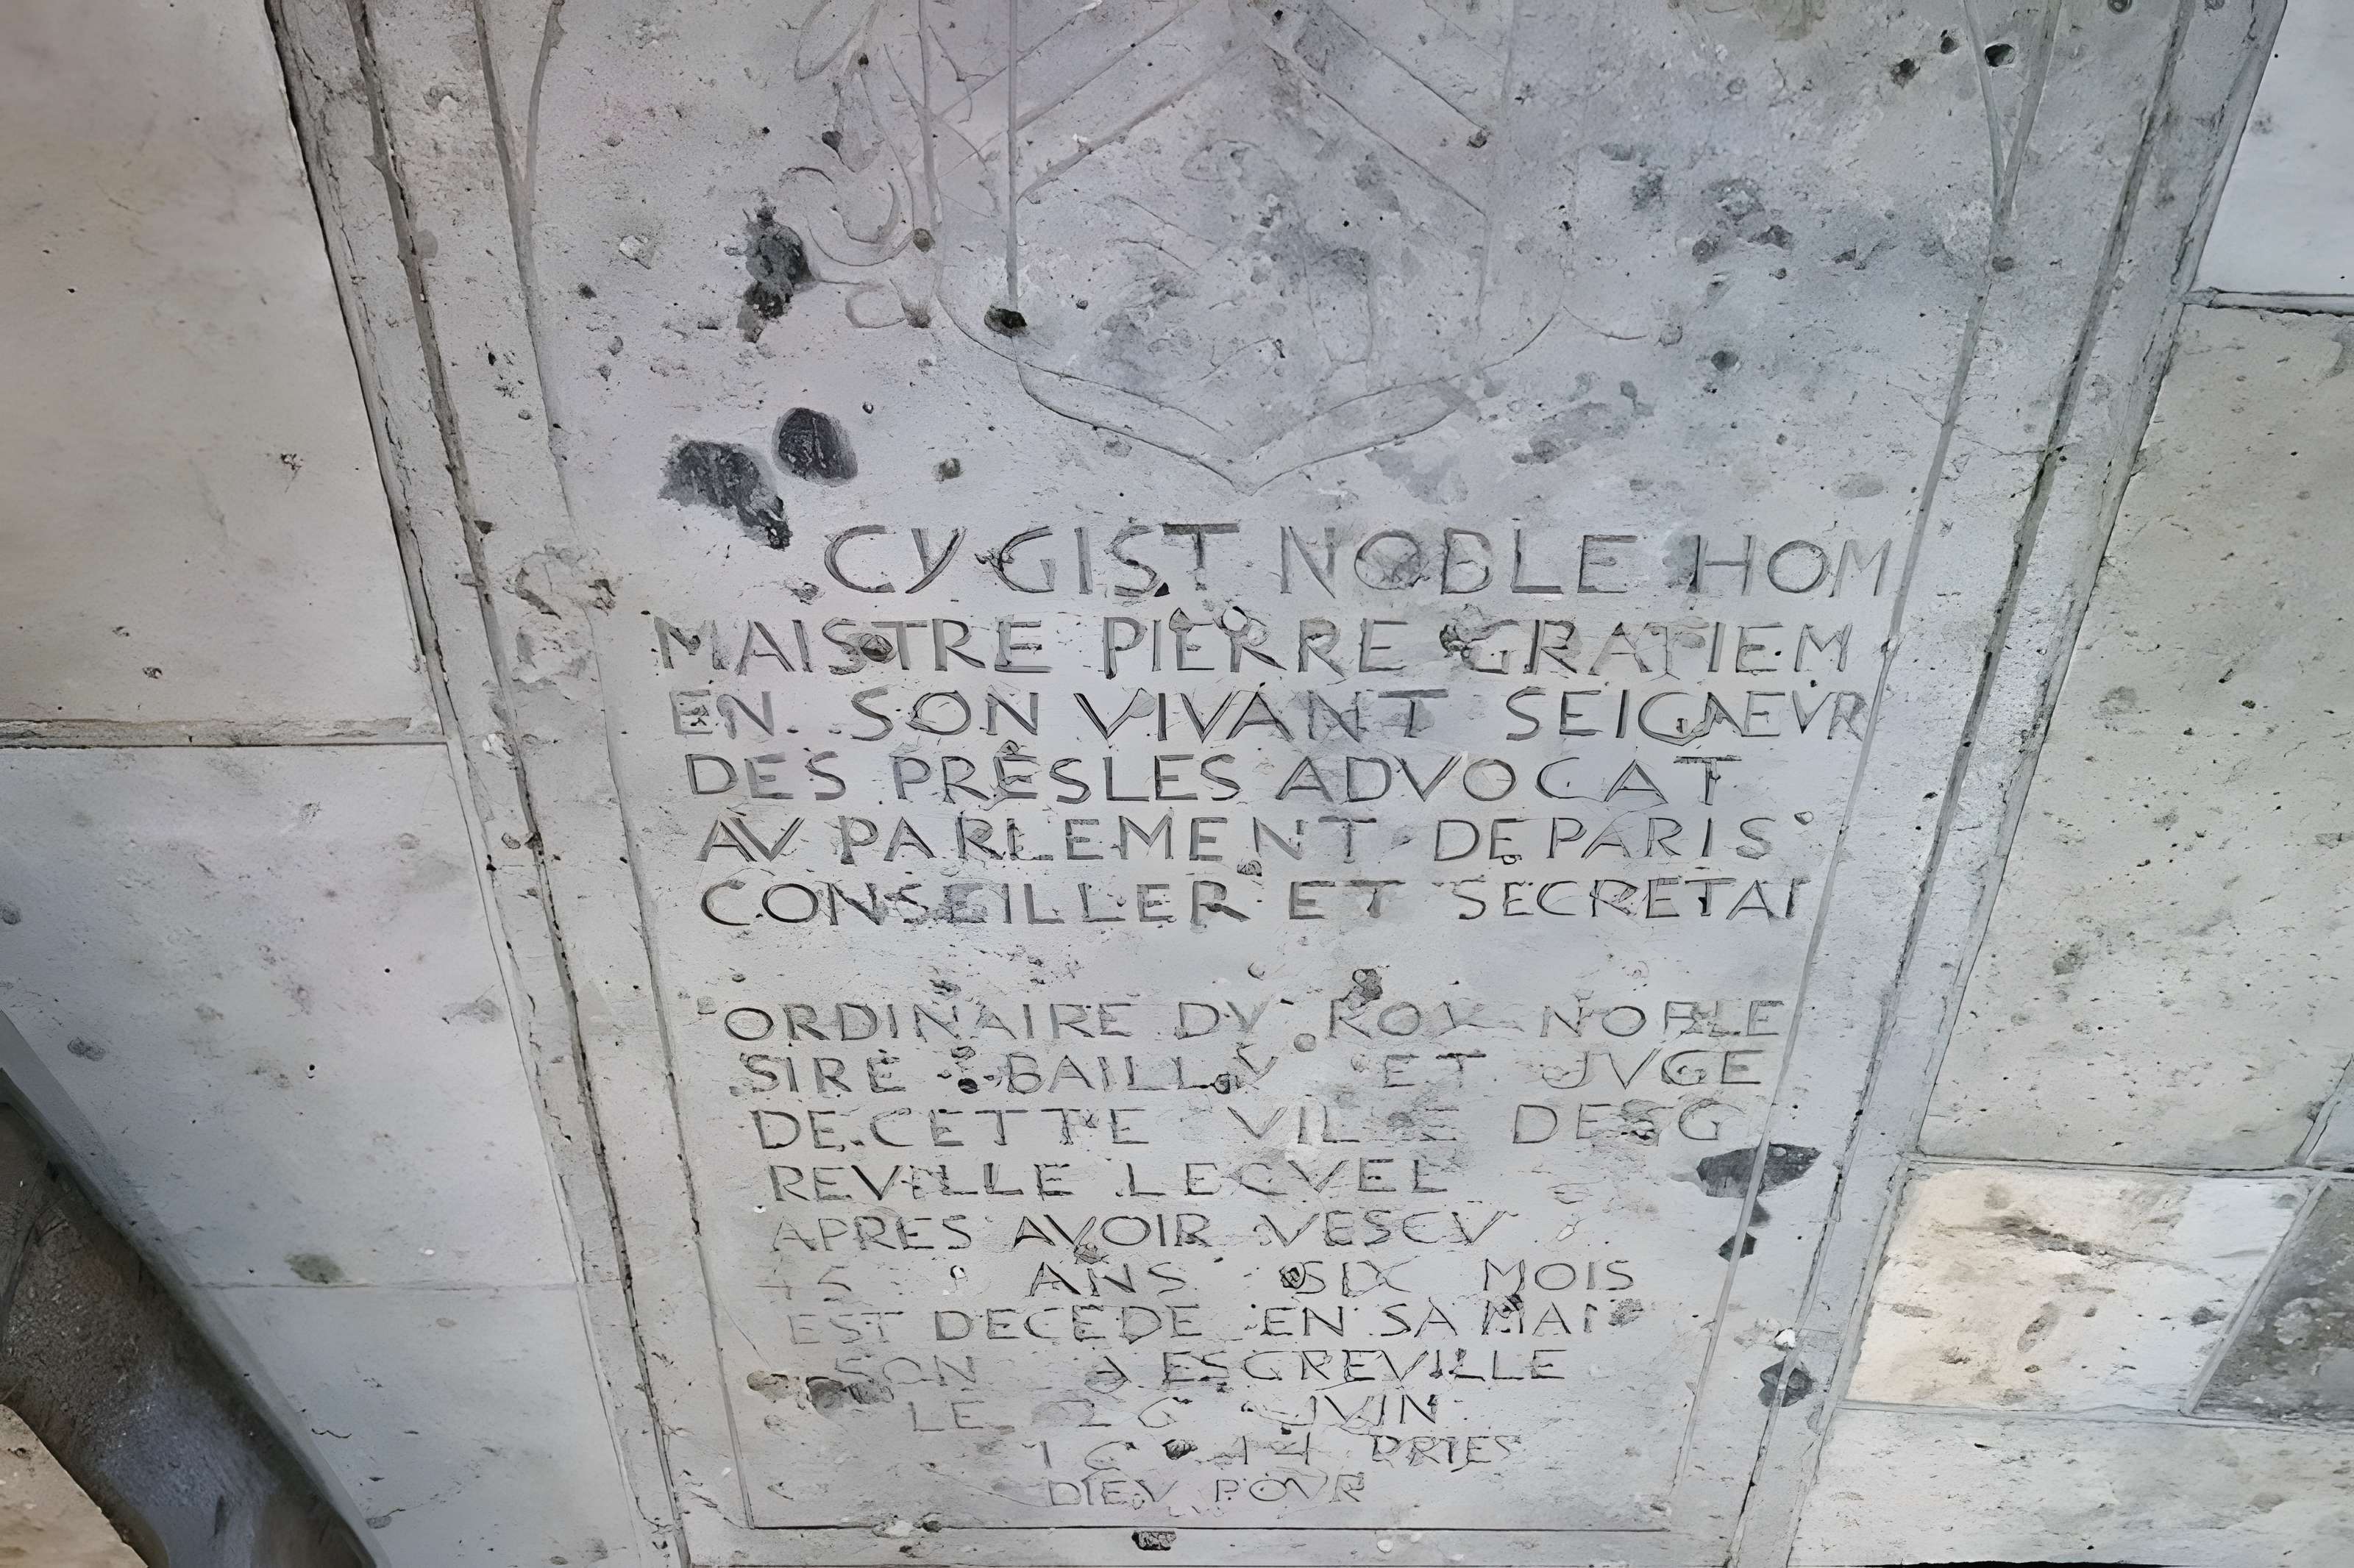 CY GIST NOBLE HOM
MAISTRE PIERRE GRATIEM
EN SON VIVANT SEIGNEVR
DES PRESLES ADVOCAT
AV PARLEMENT DE PARIS
CONSEILLER ET SECRETAI
ORDINAIRE DV ROY NOBLE
SIRE BAILLY ET JVGE
DE CETTE VILLE DESG
REVILLE LEQVEL
APRES AVOIR VESCV
ANS SIX MOIS
EST DECEDE EN SA MAI
SON A ESGREVILLE
LE 26 JVIN
PRIES
DIEV POVR